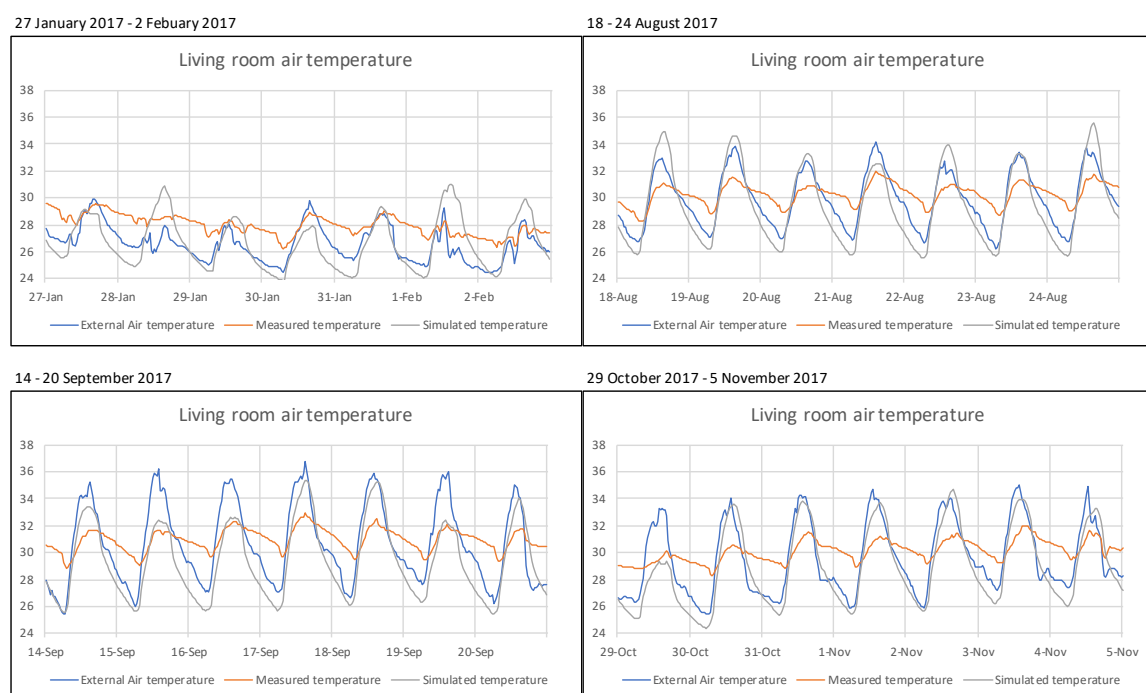 27 January 2017 - 2 Febuary 2017
Living room air temperature
38
36
34
32
30
28
26
24
27-Jan 28-Jan 29-Jan 30-Jan 31-Jan 1-Feb 2-Feb
External Air temperature Measured temperature Simulated temperature
18 - 24 August 2017
Living room air temperature
38
36
34
32
30
28
26
24
18-Aug 19-Aug 20-Aug 21-Aug 22-Aug 23-Aug 24-Aug
External Air temperature Measured temperature Simulated temperature
14 - 20 September 2017
Living room air temperature
38
36
34
32
30
28
26
24
14-Sep 15-Sep 16-Sep 17-Sep 18-Sep 19-Sep 20-Sep
External Air temperature Measured temperature Simulated temperature
29 October 2017 - 5 November 2017
Living room air temperature
38
36
34
32
30
28
26
24
29-Oct 30-Oct 31-Oct 1-Nov 2-Nov 3-Nov 4-Nov 5-Nov
External Air temperature Measured temperature Simulated temperature